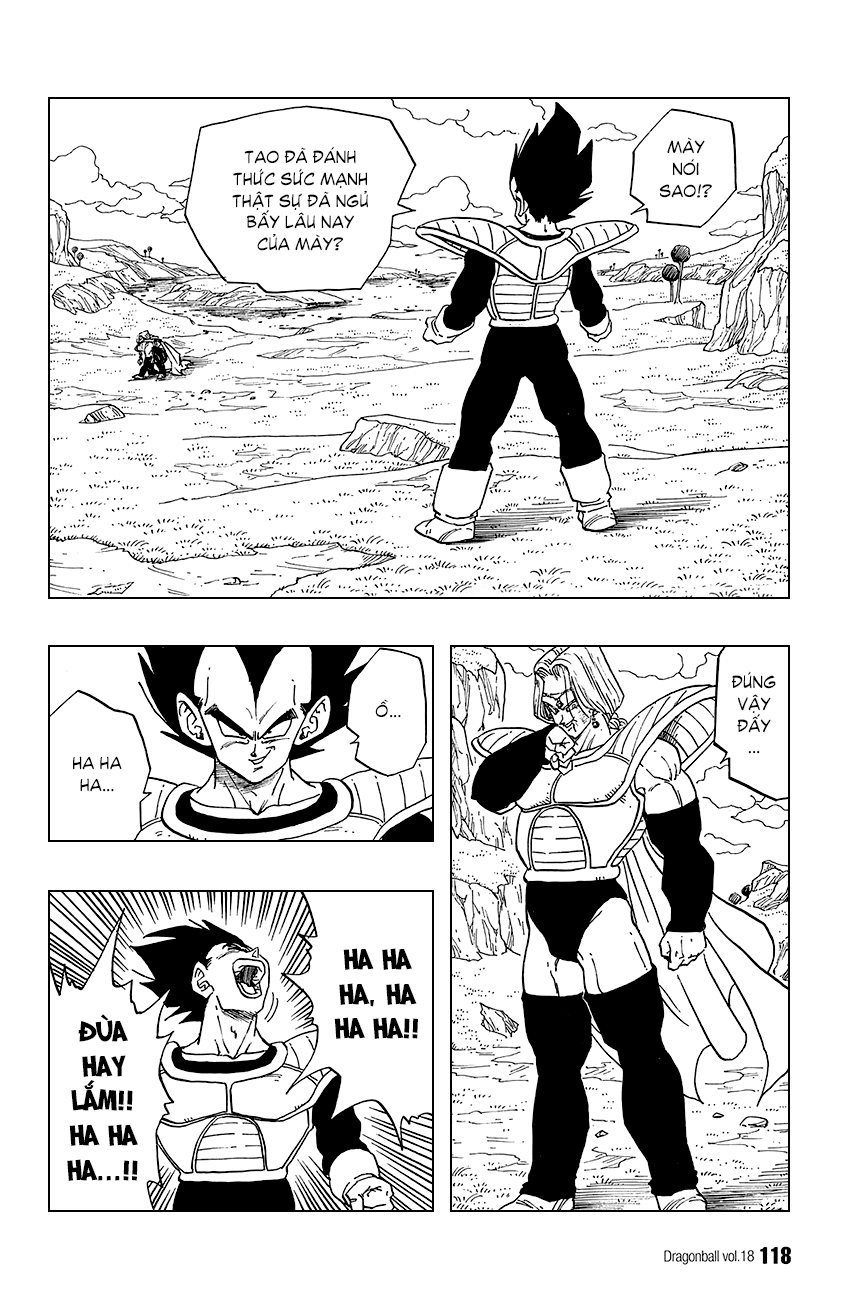 MÀY
NÓI
SAO!?
TAO ĐÃ ĐÁNH
THỨC SỨC MẠNH
THẬT SỰ ĐÃ NGỦ
BẤY LÂU NAY
CỦA MÀY?
ĐÚNG
VẬY
ĐẤY
...
Ồ...
HA HA
HA...
HA HA
HA, HA
HA HA!!
ĐÙA
HAY
LẮM!!
HA HA
HA...!!
Dragonball vol.18 118